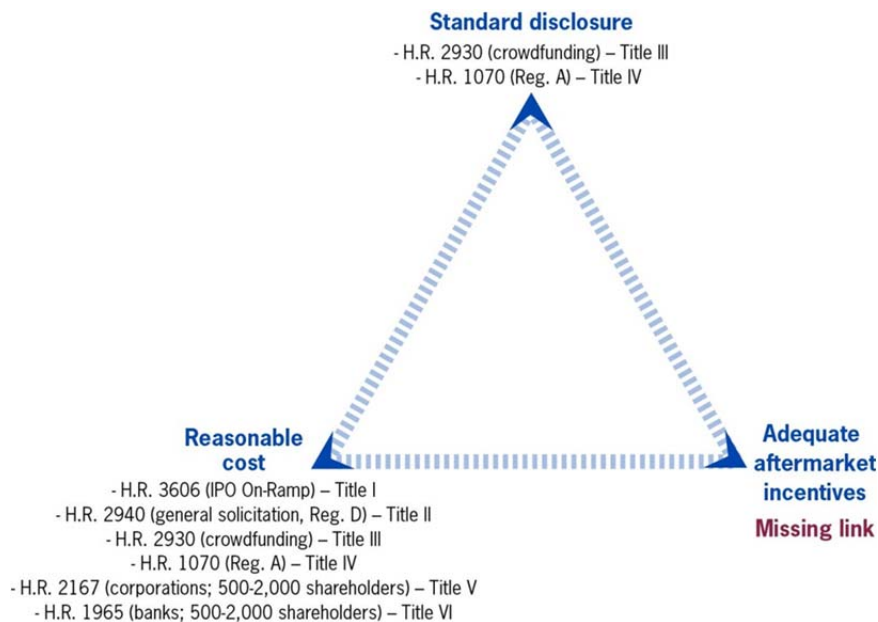 Standard disclosure
- H.R. 2930 (crowdfunding) – Title III
- H.R. 1070 (Reg. A) – Title IV
Reasonable
cost
- H.R. 3606 (IPO On-Ramp) – Title I
- H.R. 2940 (general solicitation, Reg. D) – Title II
- H.R. 2930 (crowdfunding) – Title III
- H.R. 1070 (Reg. A) – Title IV
- H.R. 2167 (corporations; 500-2,000 shareholders) – Title V
- H.R. 1965 (banks; 500-2,000 shareholders) – Title VI
Adequate
aftermarket
incentives
Missing link